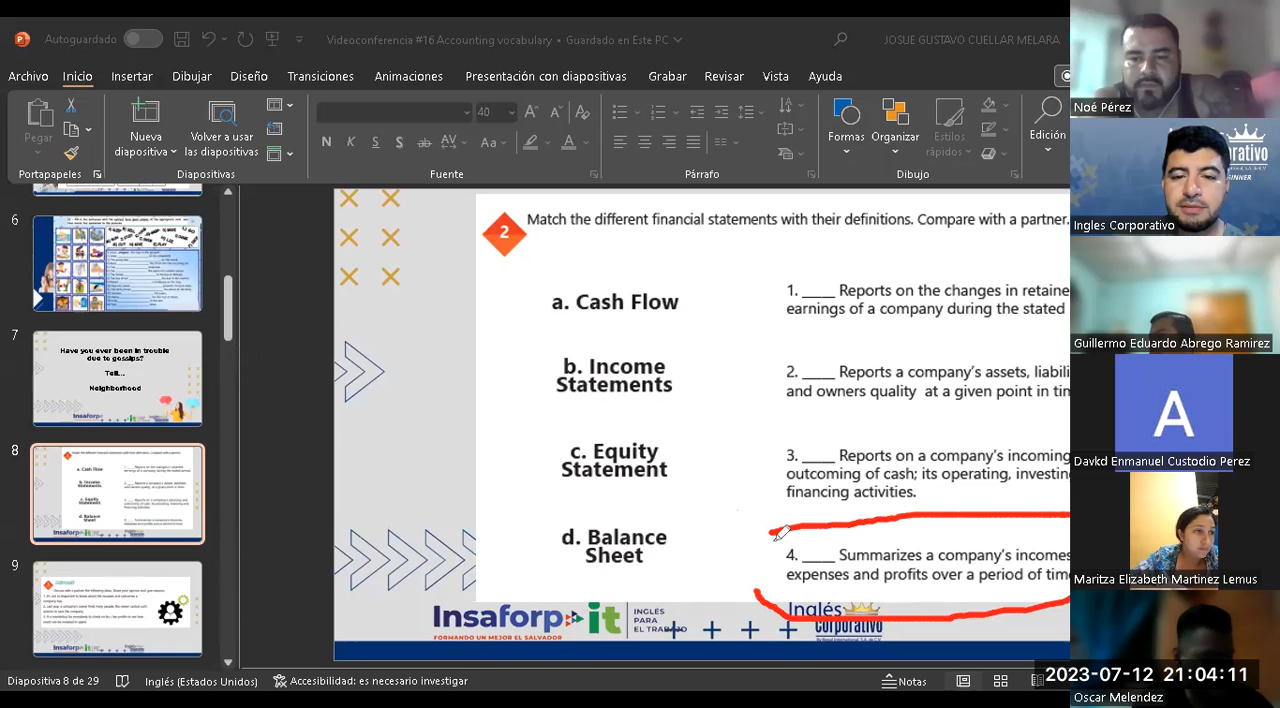 Autoguardado
Videoconferencia #16 Accounting vocabulary • Guardado en Este PC
JOSUE GUSTAVO CUELLAR MELARA
Archivo Inicio Insertar Dibujar Diseño Transiciones Animaciones Presentación con diapositivas Grabar Revisar Vista Ayuda
40
Pegar
Nueva diapositiva
Volver a usar las diapositivas
Formas
Organizar
Estilos rápidos
Edición
Portapapeles
Diapositivas
Fuente
Párrafo
Dibujo
6
7
Have you ever been in trouble
due to gossips?
Tell...
Neighborhood
8
9
2
Match the different financial statements with their definitions. Compare with a partner.
a. Cash Flow
1. ____ Reports on the changes in retaine
earnings of a company during the stated
b. Income
Statements
2. ____ Reports a company's assets, liabili
and owners quality at a given point in tim
c. Equity
Statement
3. ____ Reports on a company's incoming
outcoming of cash; its operating, investin
financing activities.
d. Balance
Sheet
4. ____ Summarizes a company's incomes
expenses and profits over a period of time
Insaforp it
INGLÉS
PARA
EL TRABAJO
FORMANDO UN MEJOR EL SALVADOR
Inglés
Corporativo
Diapositiva 8 de 29
Inglés (Estados Unidos)
Accesibilidad: es necesario investigar
Notas
Noé Pérez
Ingles Corporativo
Guillermo Eduardo Abrego Ramirez
A
Davkd Enmanuel Custodio Perez
Maritza Elizabeth Martinez Lemus
2023-07-12 21:04:11
Oscar Melendez